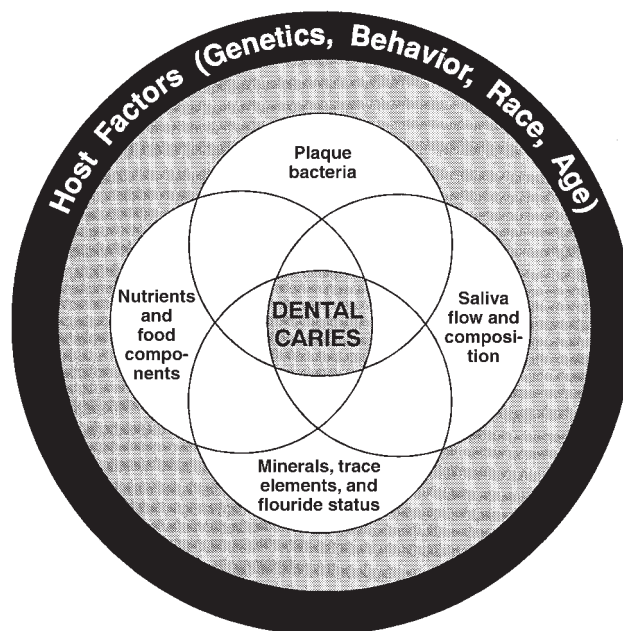 Host Factors (Genetics, Behavior, Race, Age)
Plaque
bacteria
Nutrients
and
food
compo-
nents
DENTAL
CARIES
Saliva
flow and
composi-
tion
Minerals, trace
elements, and
flouride status